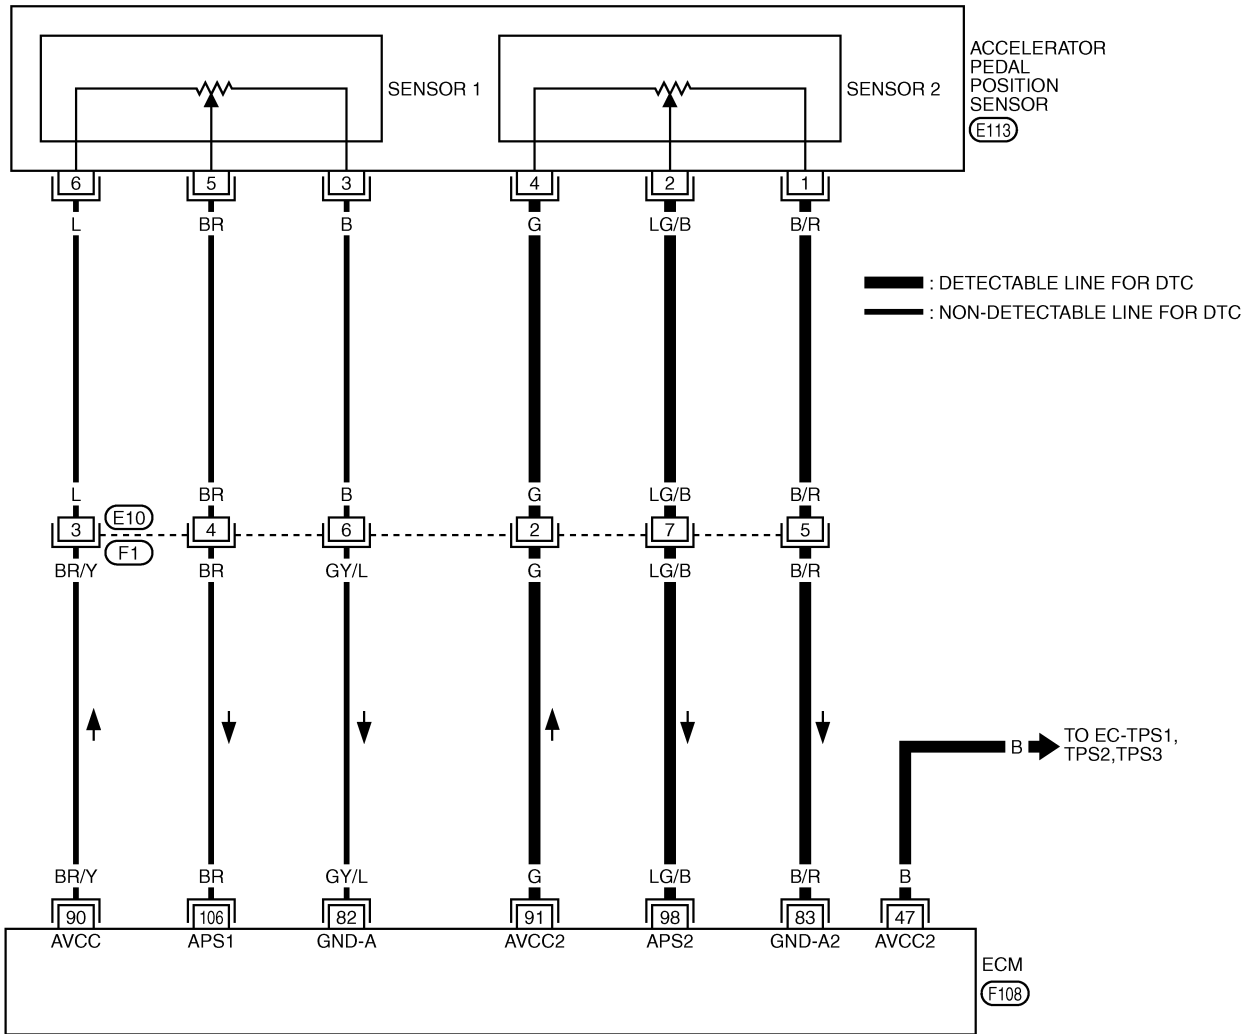 SENSOR 1
SENSOR 2
ACCELERATOR
PEDAL
POSITION
SENSOR
E113
6 5 3 4 2 1
L BR B G LG/B B/R
: DETECTABLE LINE FOR DTC
: NON-DETECTABLE LINE FOR DTC
L BR B G LG/B B/R
E10
3 4 6 2 7 5
F1
BR/Y BR GY/L G LG/B B/R
B
TO EC-TPS1,
TPS2,TPS3
BR/Y BR GY/L G LG/B B/R B
90 106 82 91 98 83 47
AVCC APS1 GND-A AVCC2 APS2 GND-A2 AVCC2
ECM
F108